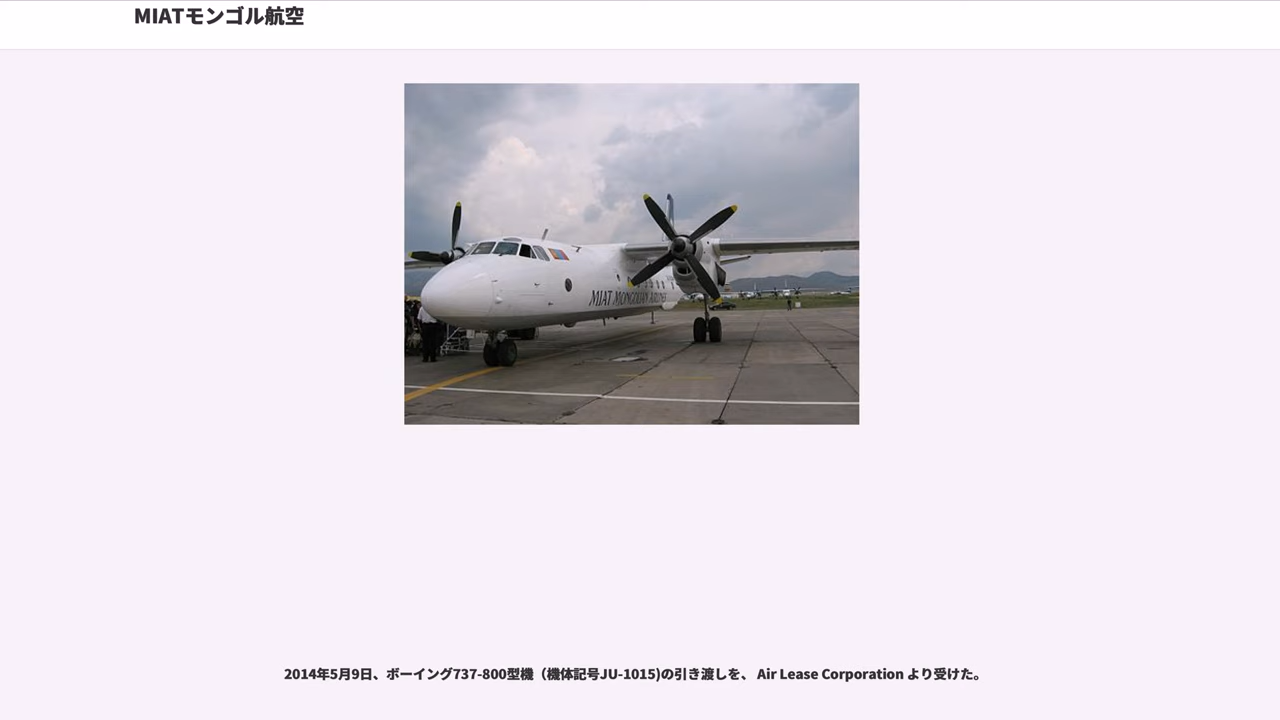 MIATモンゴル航空
MIAT MONGOLIAN AIRLINES
2014年5月9日、ボーイング737-800型機（機体記号JU-1015)の引き渡しを、 Air Lease Corporation より受けた。